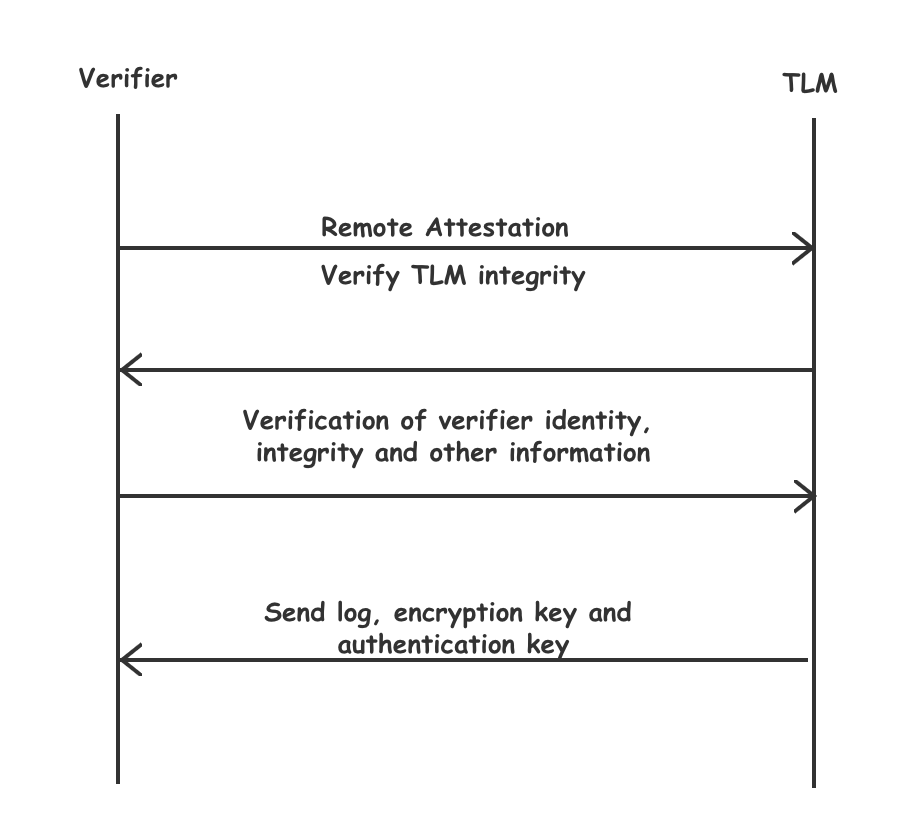 Verifier
TLM
Remote Attestation
Verify TLM integrity
Verification of verifier identity,
integrity and other information
Send log, encryption key and
authentication key